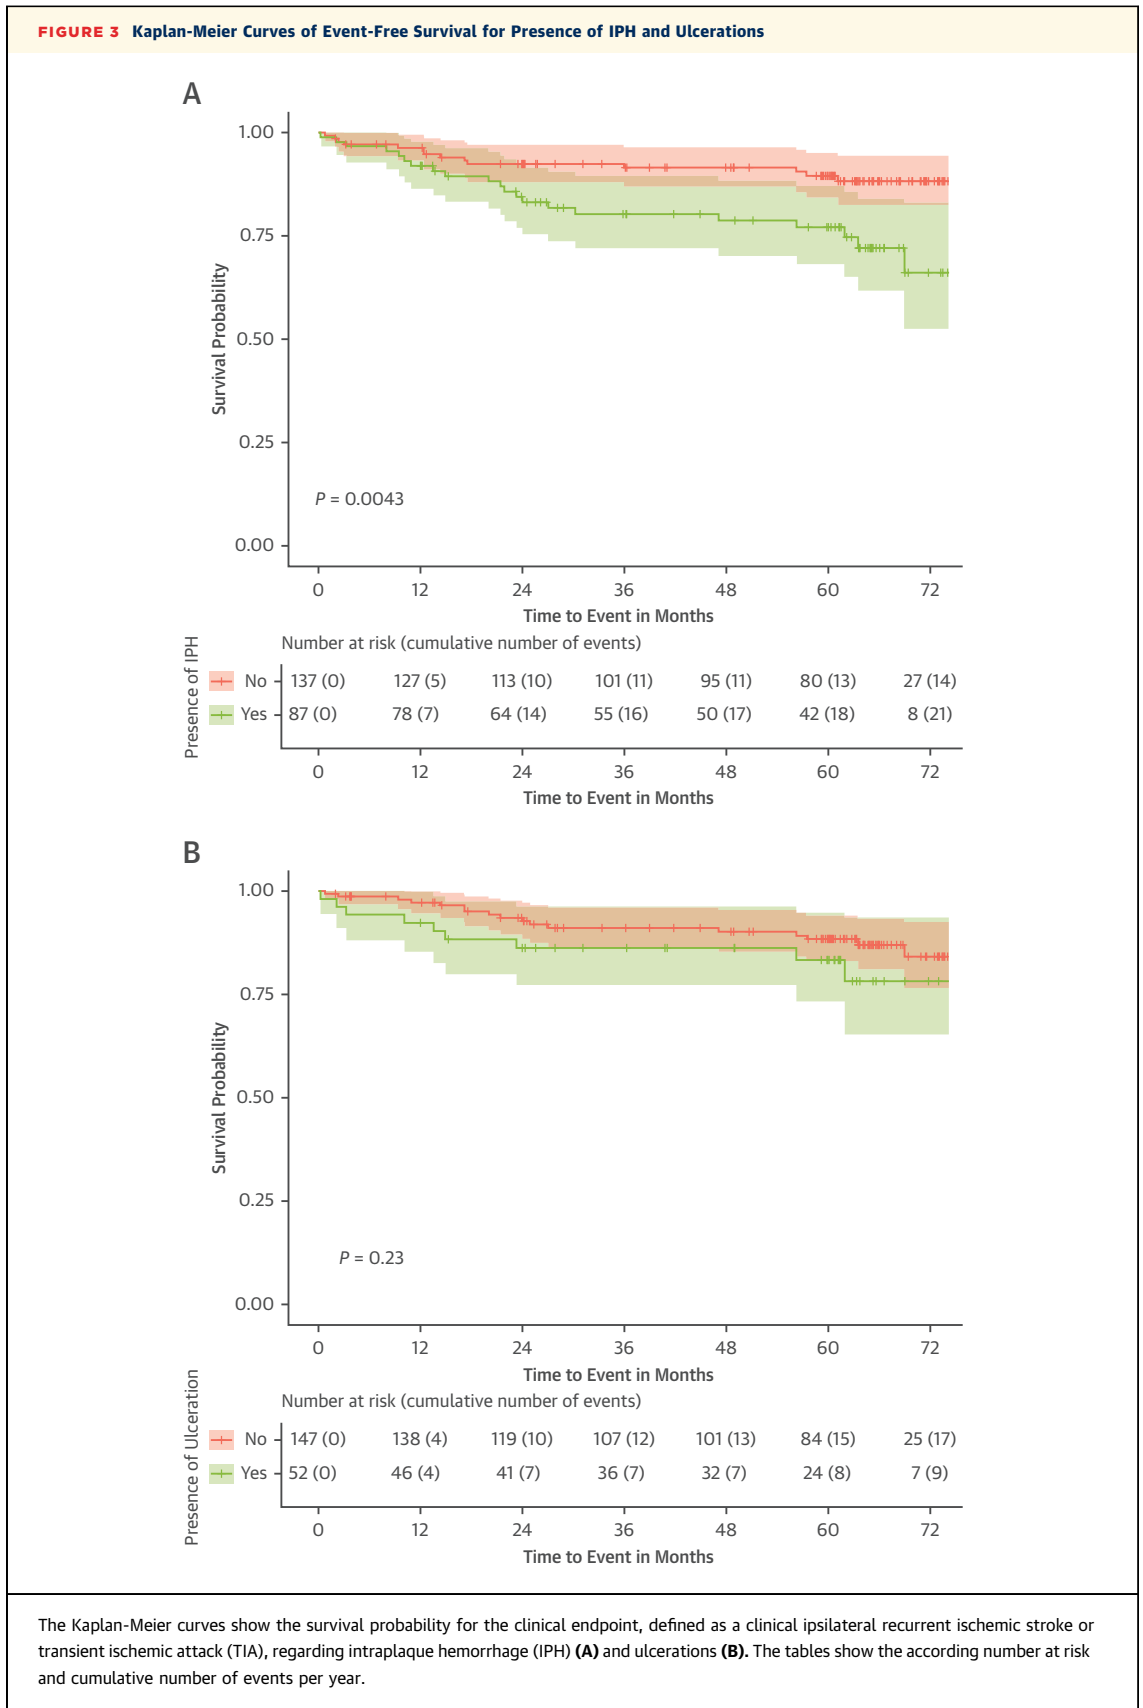 FIGURE 3 Kaplan-Meier Curves of Event-Free Survival for Presence of IPH and Ulcerations
A
1.00
0.75
0.50
0.25
0.00
Survival Probability
P = 0.0043
0 12 24 36 48 60 72
Time to Event in Months
Number at risk (cumulative number of events)
Presence of IPH
No 137 (0) 127 (5) 113 (10) 101 (11) 95 (11) 80 (13) 27 (14)
Yes 87 (0) 78 (7) 64 (14) 55 (16) 50 (17) 42 (18) 8 (21)
0 12 24 36 48 60 72
Time to Event in Months
B
1.00
0.75
0.50
0.25
0.00
Survival Probability
P = 0.23
0 12 24 36 48 60 72
Time to Event in Months
Number at risk (cumulative number of events)
Presence of Ulceration
No 147 (0) 138 (4) 119 (10) 107 (12) 101 (13) 84 (15) 25 (17)
Yes 52 (0) 46 (4) 41 (7) 36 (7) 32 (7) 24 (8) 7 (9)
0 12 24 36 48 60 72
Time to Event in Months
The Kaplan-Meier curves show the survival probability for the clinical endpoint, defined as a clinical ipsilateral recurrent ischemic stroke or
transient ischemic attack (TIA), regarding intraplaque hemorrhage (IPH) (A) and ulcerations (B). The tables show the according number at risk
and cumulative number of events per year.